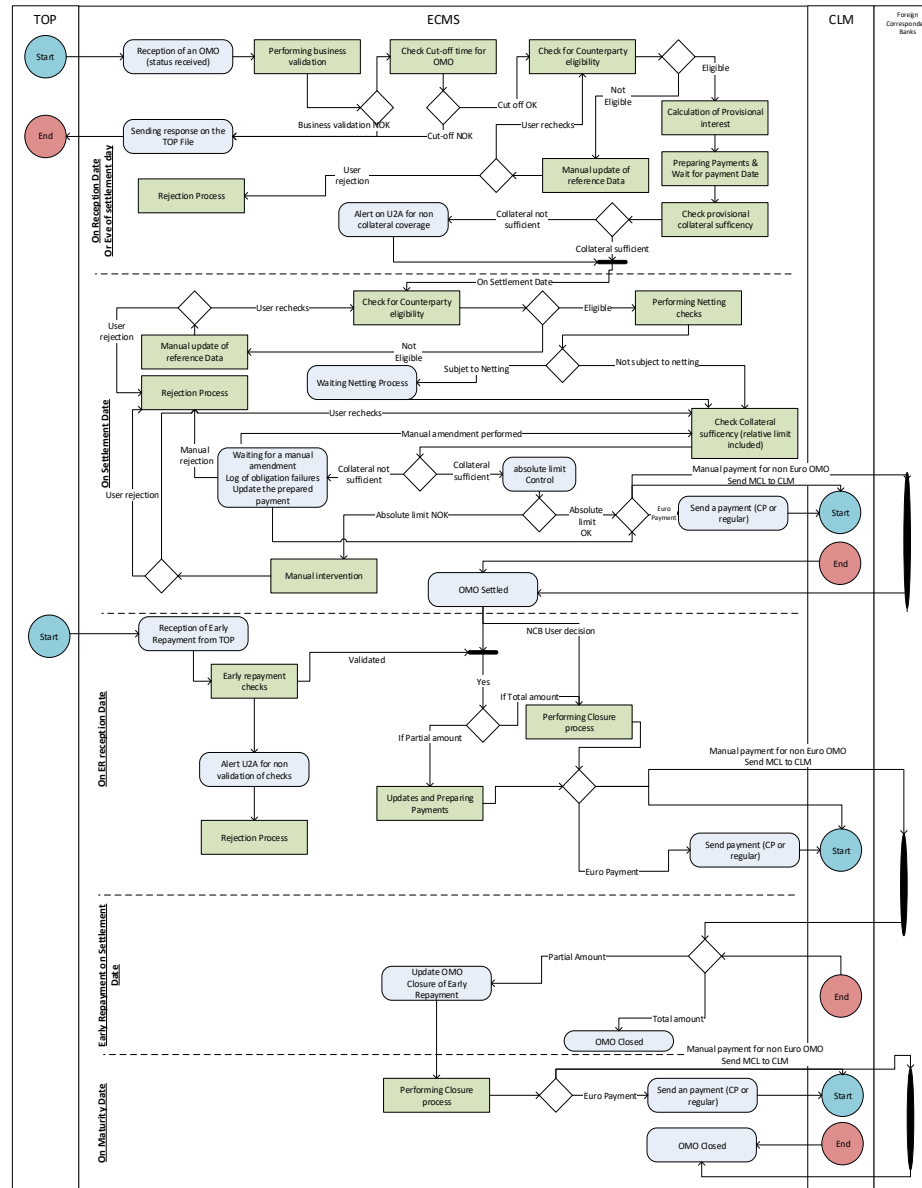 TOP
ECMS
CLM
Foreign
Corresponden
Banks
Start
Reception of an OMO
(status received)
Performing business
validation
Check Cut-off time for
OMO
Check for Counterparty
eligibility
Eligible
Not
Eligible
Cut off OK
Calculation of Provisional
interest
Business validation NOK
End
Sending response on the
TOP File
Cut-off NOK
User rechecks
Preparing Payments &
Wait for payment Date
Manual update of
reference Data
User
rejection
Rejection Process
On Reception Date
Or Eve of settlement day
Alert on U2A for non
collateral coverage
Collateral not
sufficient
Check provisional
collateral sufficency
Collateral sufficient
On Settlement Date
User rechecks
Check for Counterparty
eligibility
Eligible
Performing Netting
checks
User
rejection
Manual update of
reference Data
Not
Eligible
Subjet to Netting
Not subject to netting
Waiting Netting Process
Rejection Process
On Settlement Date
User rechecks
Check Collateral
sufficency (relative limit
included)
Manual amendment performed
Manual
rejection
Waiting for a manual
amendment
Log of obligation failures
Update the prepared
payment
Collateral not
sufficient
Collateral
sufficient
absolute limit
Control
Manual payment for non Euro OMO
Send MCL to CLM
User rejection
Absolute limit NOK
Absolute
limit
OK
Euro
Payment
Send a payment (CP or
regular)
Start
Manual intervention
End
OMO Settled
Start
Reception of Early
Repayment from TOP
NCB User decision
Validated
Early repayment
checks
Yes
If Total amount
Performing Closure
process
If Partial amount
On ER reception Date
Alert U2A for non
validation of checks
Manual payment for non Euro OMO
Send MCL to CLM
Updates and Preparing
Payments
Rejection Process
Send payment (CP or
regular)
Start
Euro Payment
Early Repayment on Settlement
Date
Partial Amount
Update OMO
Closure of Early
Repayment
End
Total amount
OMO Closed
Manual payment for non Euro OMO
Send MCL to CLM
On Maturity Date
Performing Closure
process
Euro Payment
Send an payment (CP or
regular)
Start
OMO Closed
End